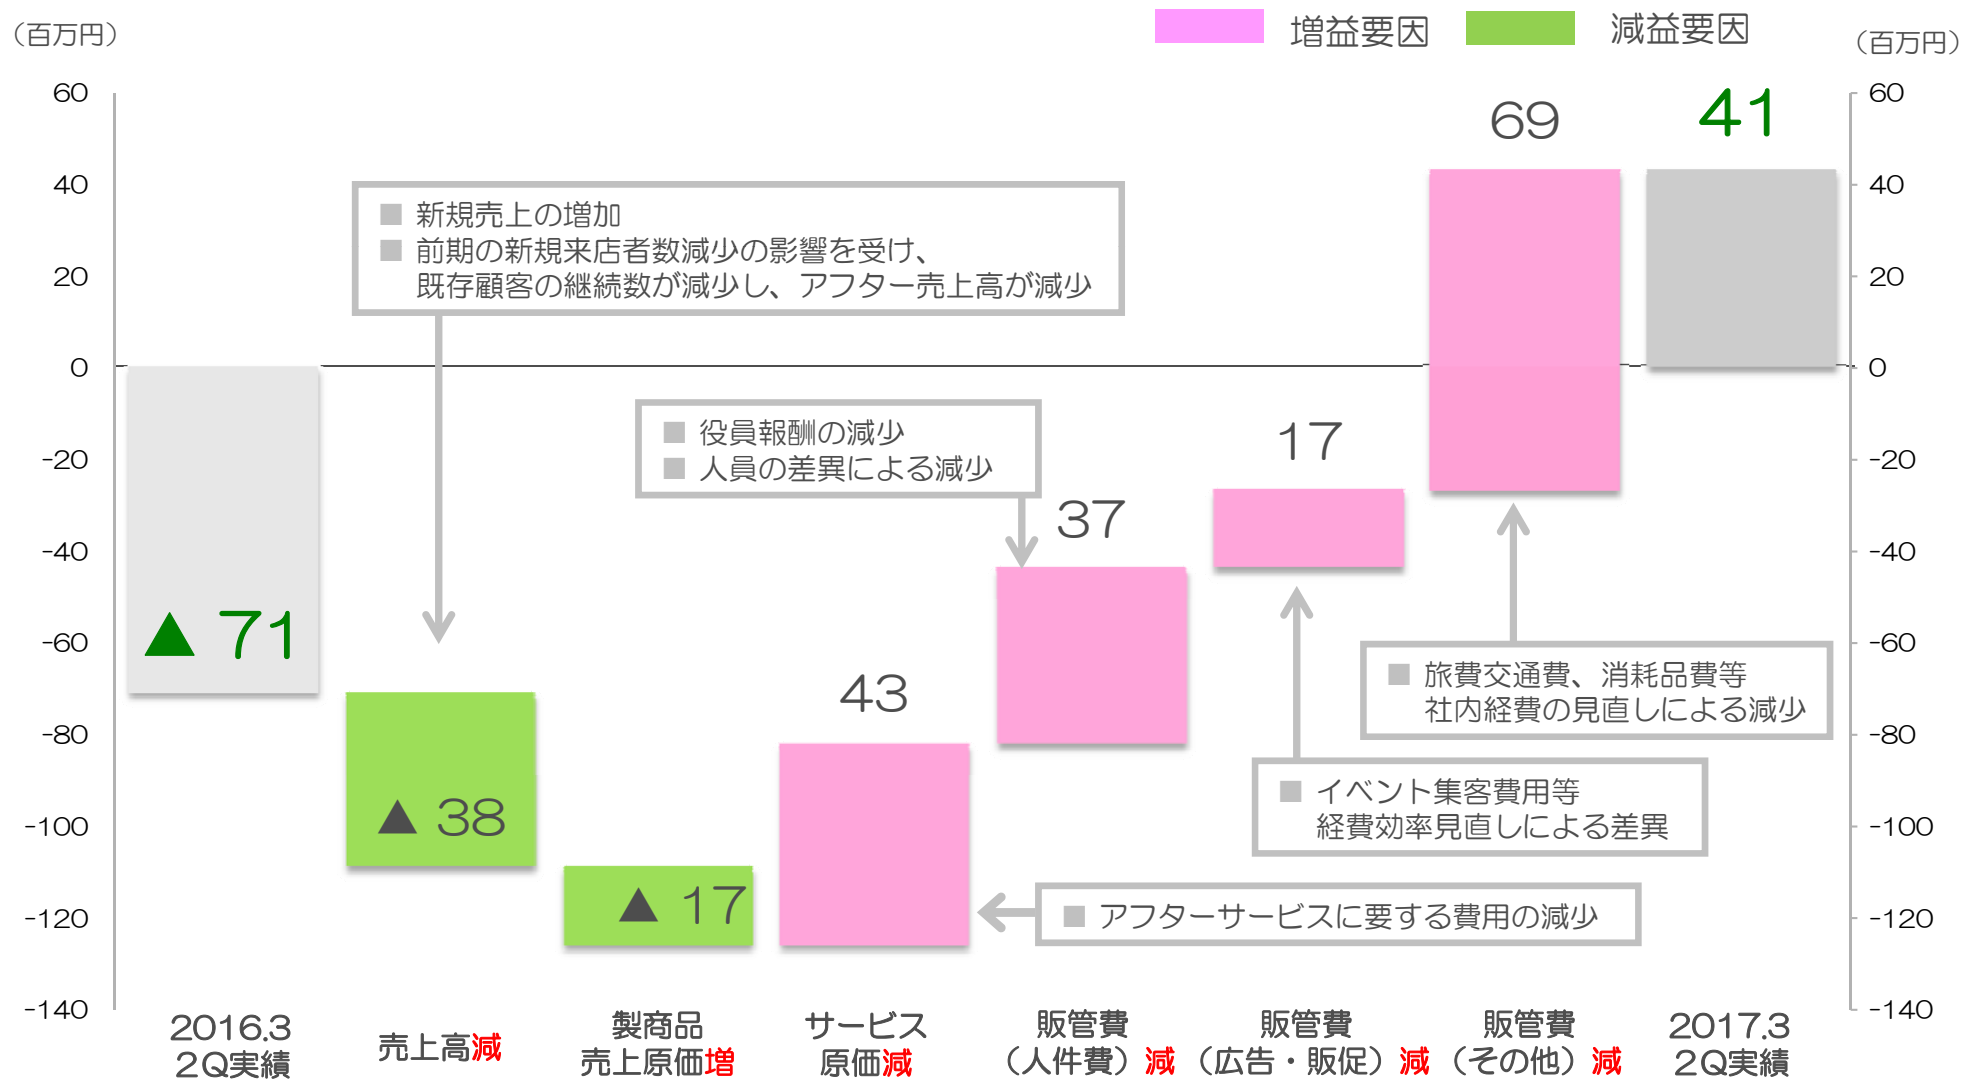 （百万円）
増益要因
減益要因
（百万円）
60
40
20
0
-20
-40
-60
-80
-100
-120
-140
60
40
20
0
-20
-40
-60
-80
-100
-120
-140
■ 新規売上の増加
■ 前期の新規来店者数減少の影響を受け、
既存顧客の継続数が減少し、アフター売上高が減少
■ 役員報酬の減少
■ 人員の差異による減少
■ 旅費交通費、消耗品費等
社内経費の見直しによる減少
■ イベント集客費用等
経費効率見直しによる差異
■ アフターサービスに要する費用の減少
▲ 71
▲ 38
▲ 17
43
37
17
69
41
2016.3
2Q実績
売上高減
製商品
売上原価増
サービス
原価減
販管費
（人件費）減
販管費
（広告・販促）減
販管費
（その他）減
2017.3
2Q実績